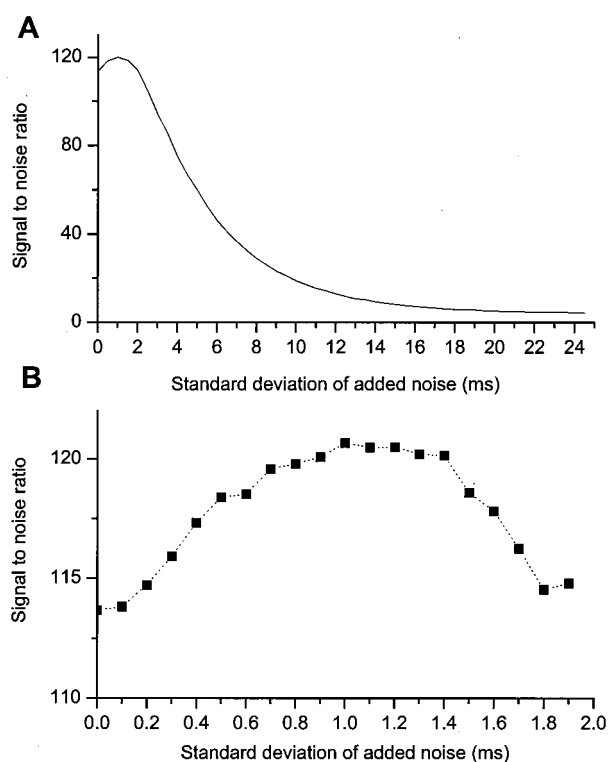 A
Signal to noise ratio
120
80
40
0
0 2 4 6 8 10 12 14 16 18 20 22 24
Standard deviation of added noise (ms)
B
Signal to noise ratio
120
115
110
0.0 0.2 0.4 0.6 0.8 1.0 1.2 1.4 1.6 1.8 2.0
Standard deviation of added noise (ms)